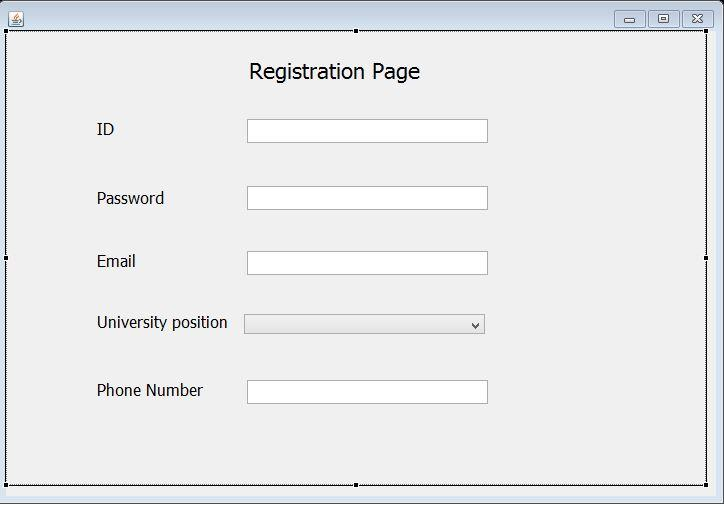 Registration Page
ID
Password
Email
University position
Phone Number